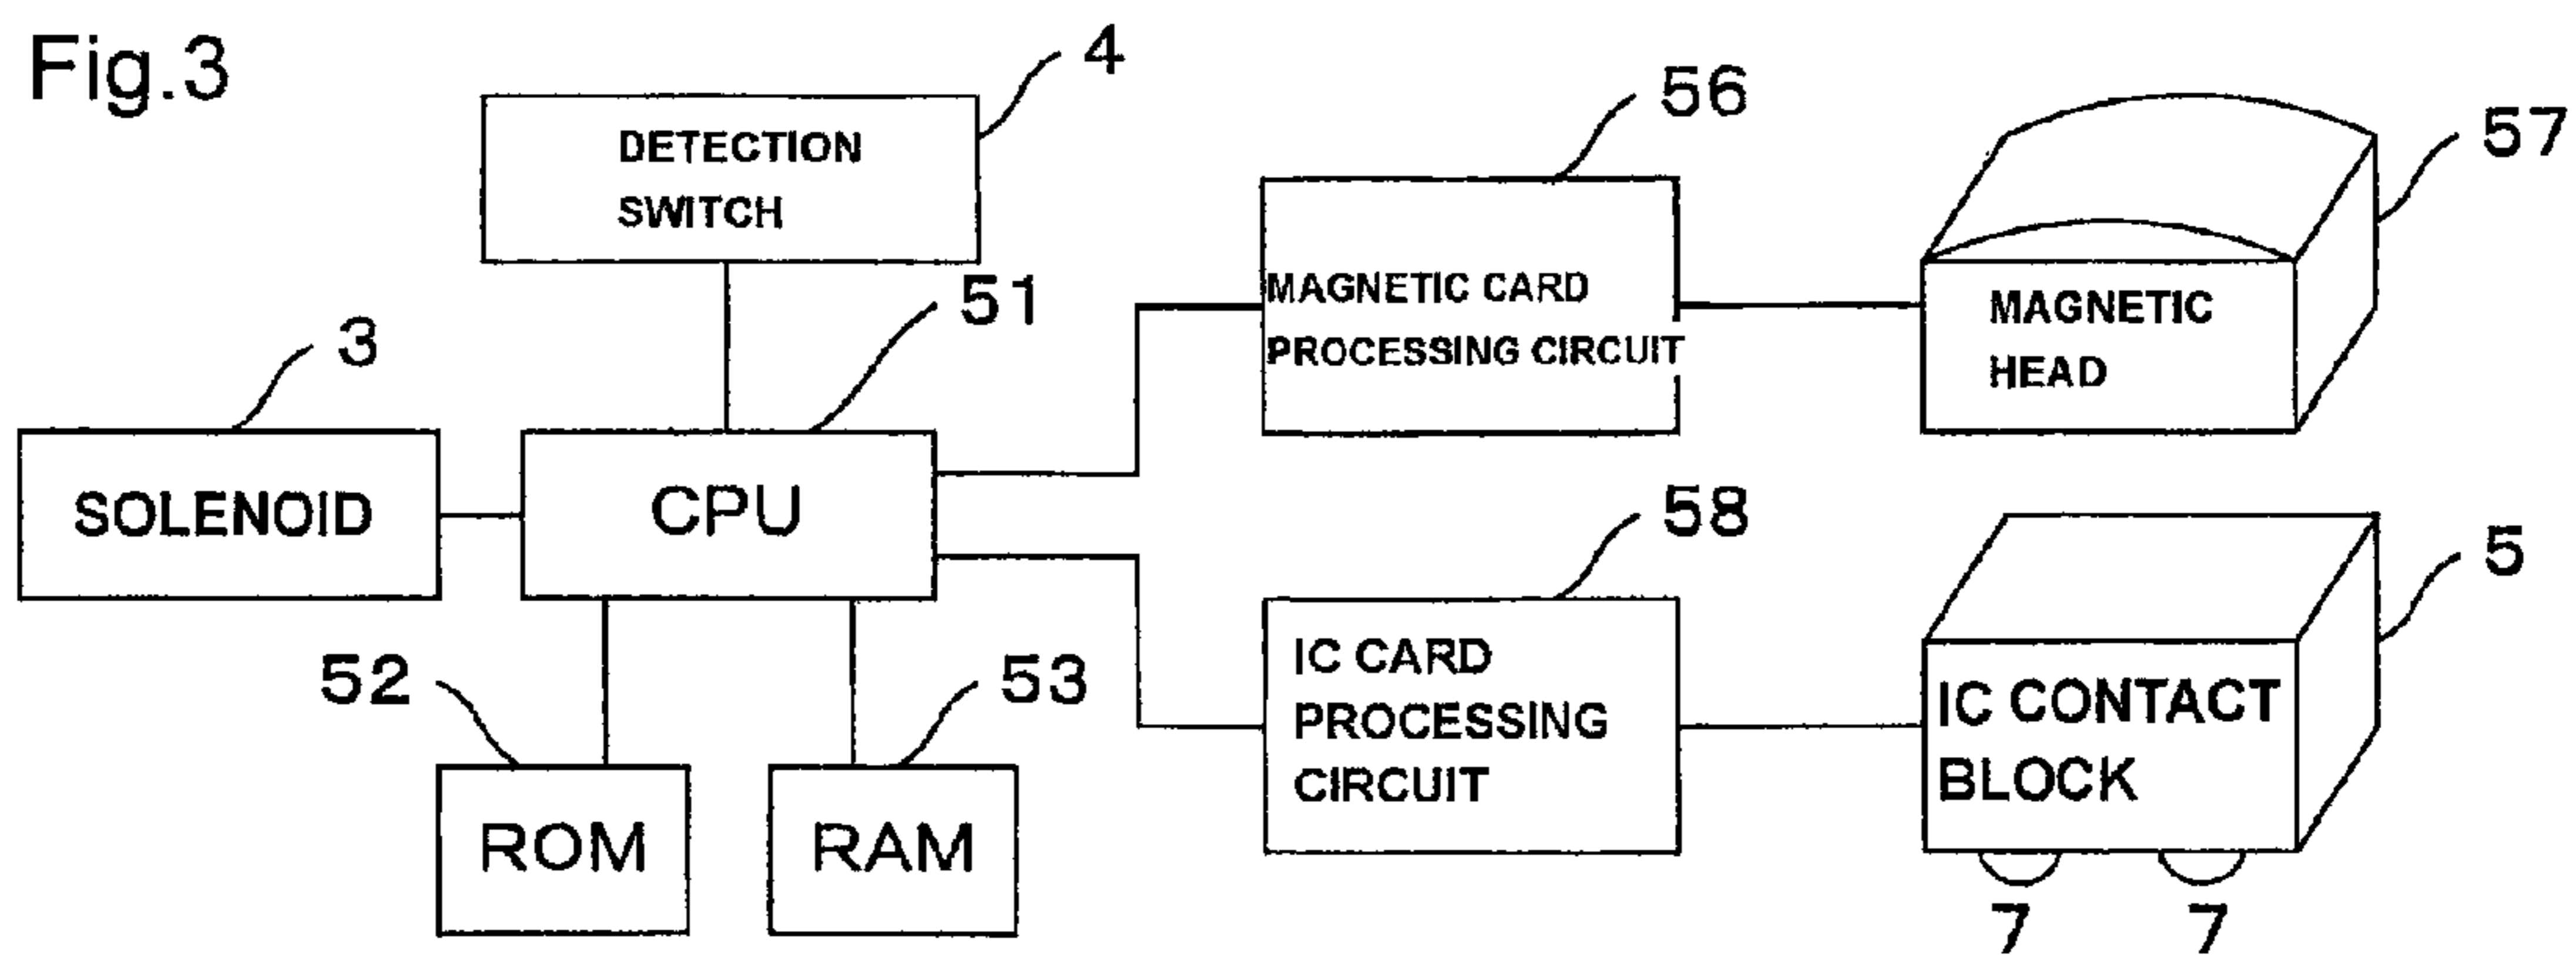 Fig.3
4
DETECTION
SWITCH
56
57
MAGNETIC CARD
PROCESSING CIRCUIT
MAGNETIC
HEAD
51
3
SOLENOID
CPU
58
5
IC CARD
PROCESSING
CIRCUIT
IC CONTACT
BLOCK
52
53
ROM
RAM
7
7